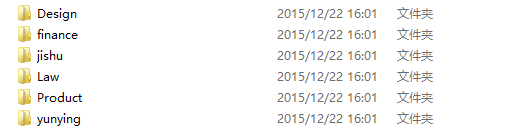 Design 2015/12/22 16:01 文件夹
finance 2015/12/22 16:01 文件夹
jishu 2015/12/22 16:01 文件夹
Law 2015/12/22 16:01 文件夹
Product 2015/12/22 16:01 文件夹
yunying 2015/12/22 16:01 文件夹